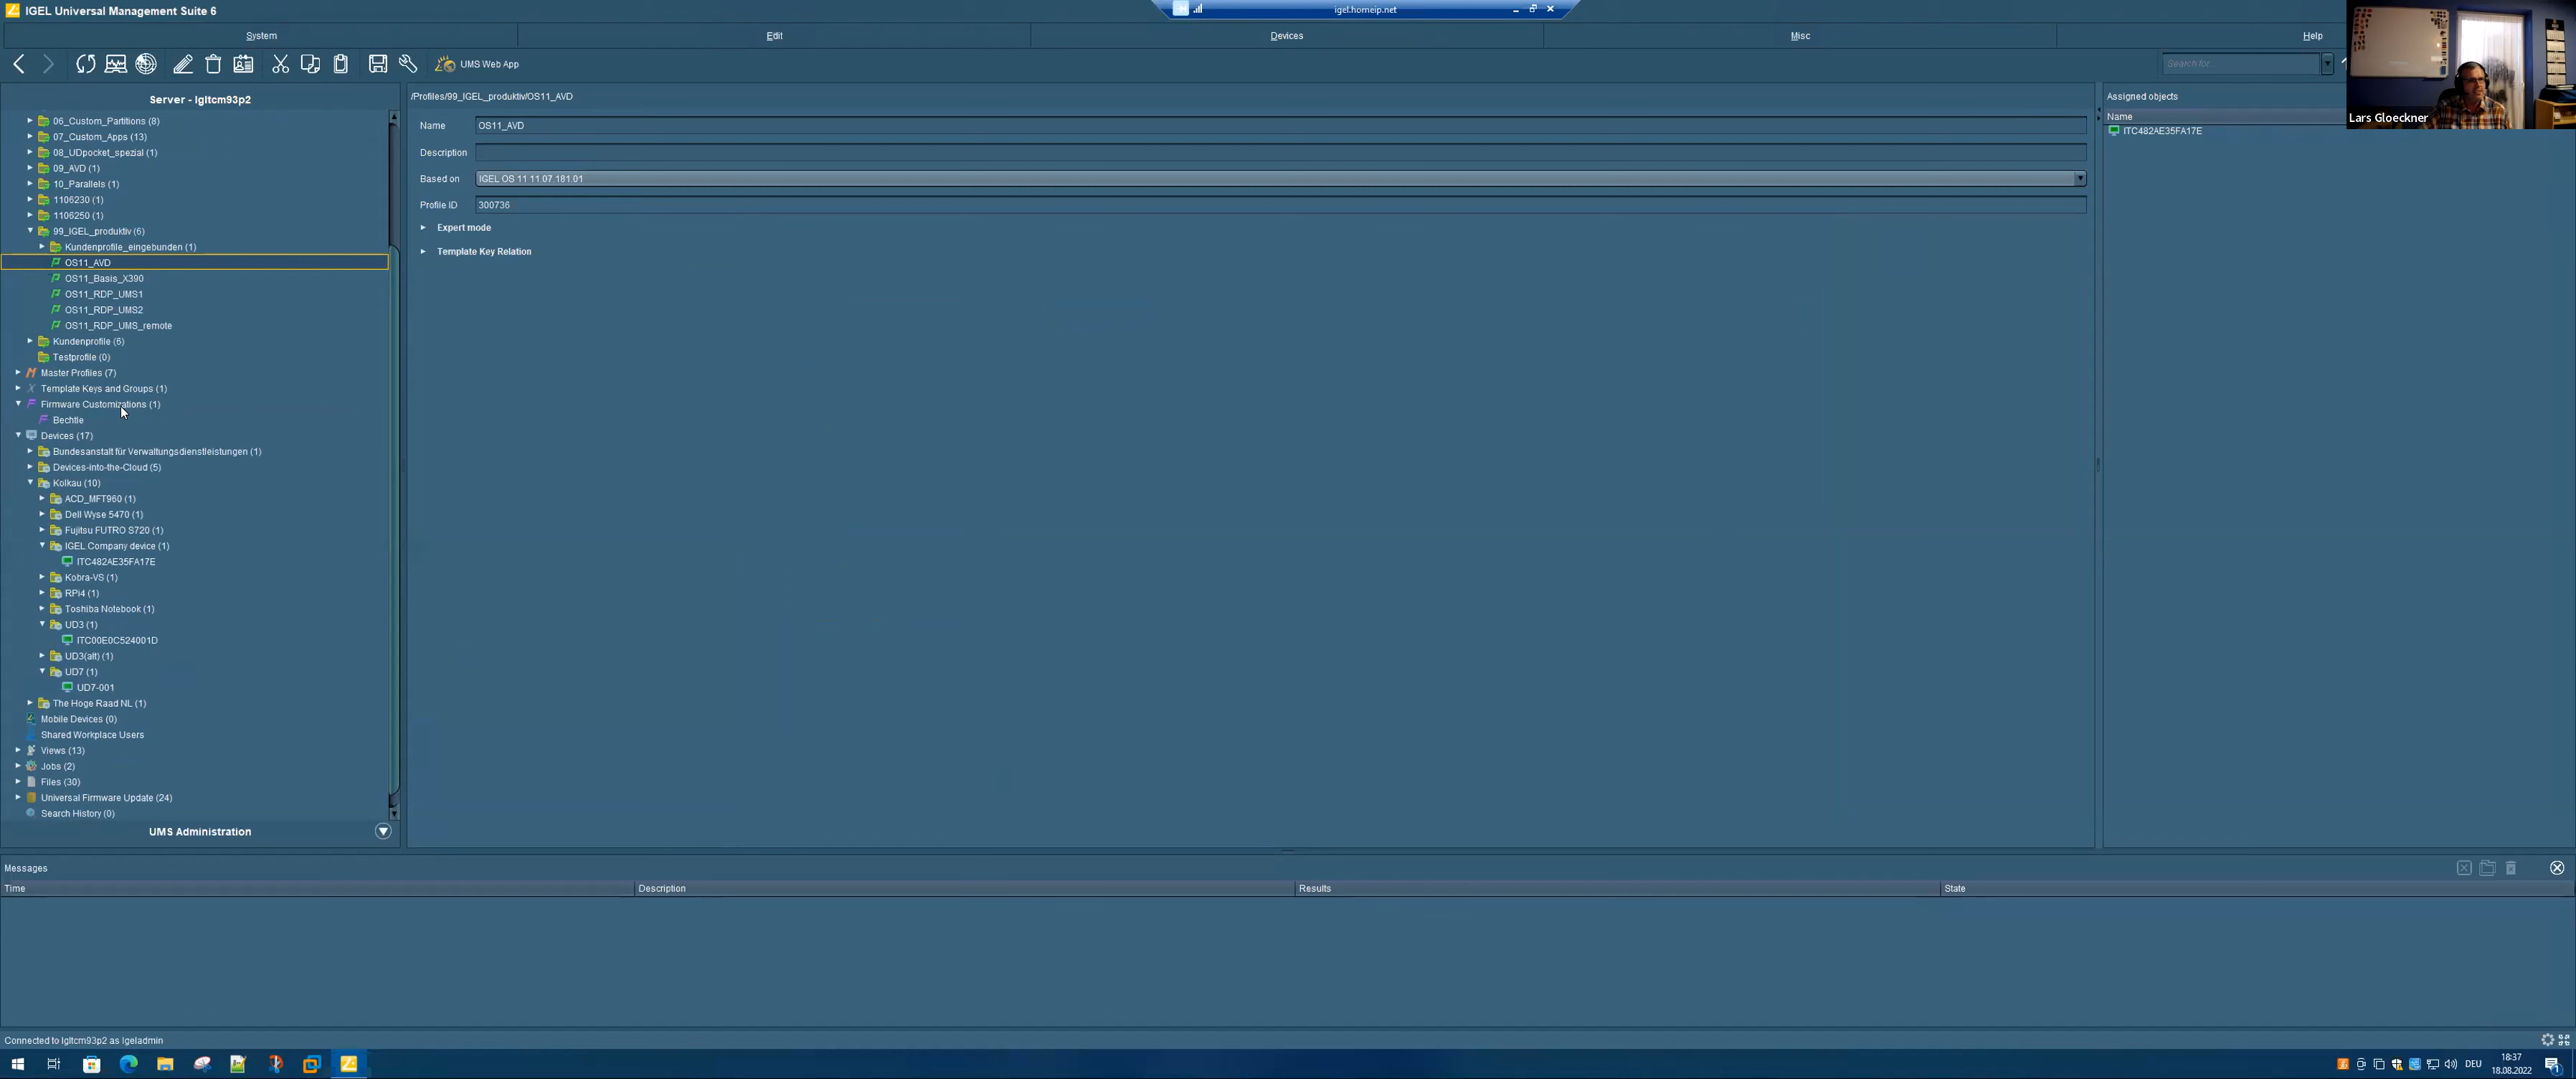 IGEL Universal Management Suite 6
igel.homeip.net
System Edit Devices Misc Help
UMS Web App
Search for...
Server - lgltcm93p2
06_Custom_Partitions (8)
07_Custom_Apps (13)
08_UDpocket_spezial (1)
09_AVD (1)
10_Parallels (1)
1106230 (1)
1106250 (1)
99_IGEL_produktiv (6)
Kundenprofile_eingebunden (1)
OS11_AVD
OS11_Basis_X390
OS11_RDP_UMS1
OS11_RDP_UMS2
OS11_RDP_UMS_remote
Kundenprofile (6)
Testprofile (0)
Master Profiles (7)
Template Keys and Groups (1)
Firmware Customizations (1)
Bechtle
Devices (17)
Bundesanstalt für Verwaltungsdienstleistungen (1)
Devices-into-the-Cloud (5)
Kolkau (10)
ACD_MFT960 (1)
Dell Wyse 5470 (1)
Fujitsu FUTRO S720 (1)
IGEL Company device (1)
ITC482AE35FA17E
Kobra-VS (1)
RPi4 (1)
Toshiba Notebook (1)
UD3 (1)
ITC00E0C524001D
UD3(alt) (1)
UD7 (1)
UD7-001
The Hoge Raad NL (1)
Mobile Devices (0)
Shared Workplace Users
Views (13)
Jobs (2)
Files (30)
Universal Firmware Update (24)
Search History (0)
UMS Administration
/Profiles/99_IGEL_produktiv/OS11_AVD
Name OS11_AVD
Description
Based on IGEL OS 11 11.07.181.01
Profile ID 300736
Expert mode
Template Key Relation
Assigned objects
Name
ITC482AE35FA17E
Lars Gloeckner
Messages
Time Description Results State
Connected to lgltcm93p2 as Igeladmin
DEU
18:37
18.08.2022